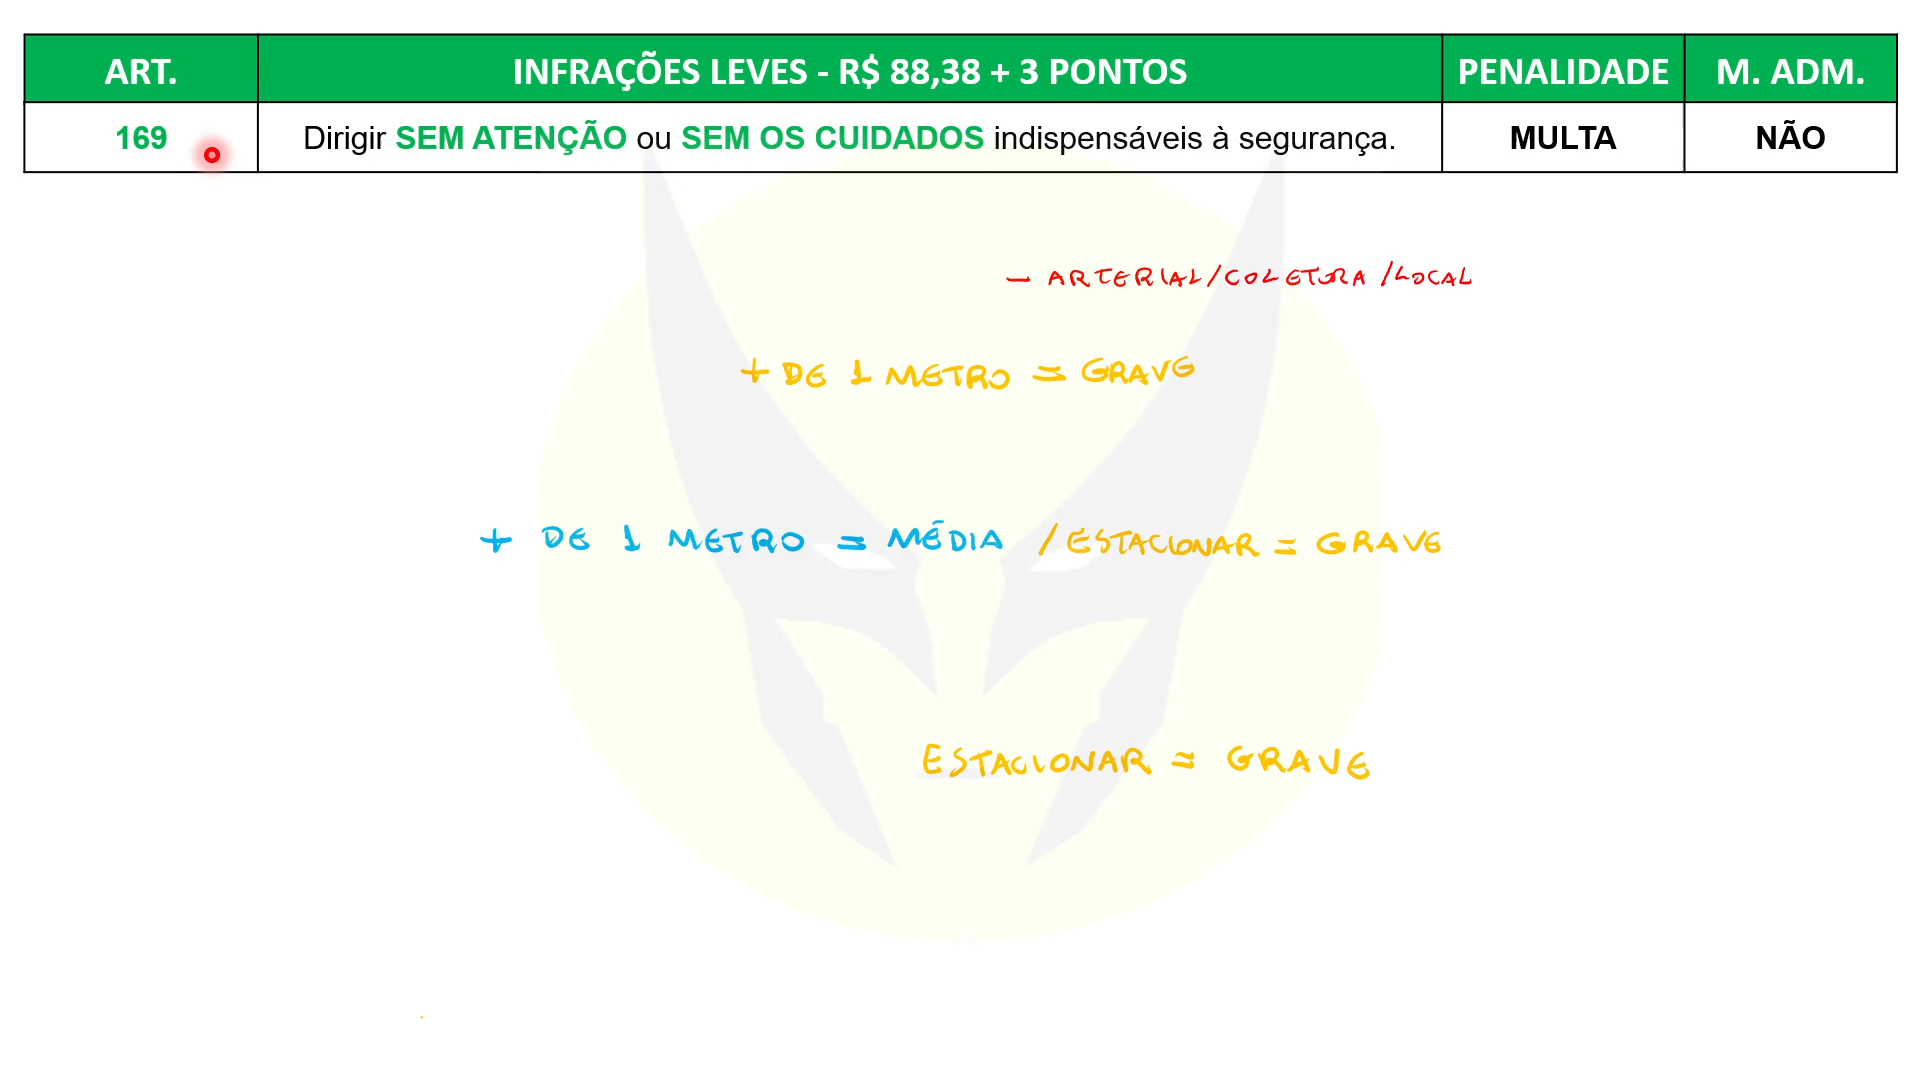 ART. INFRAÇÕES LEVES - R$ 88,38 + 3 PONTOS PENALIDADE M. ADM.
169 Dirigir SEM ATENÇÃO ou SEM OS CUIDADOS indispensáveis à segurança. MULTA NÃO
- ARTERIAL/COLETORA/LOCAL
+ DE 1 METRO = GRAVE
+ DE 1 METRO = MÉDIA / ESTACIONAR = GRAVE
ESTACIONAR = GRAVE